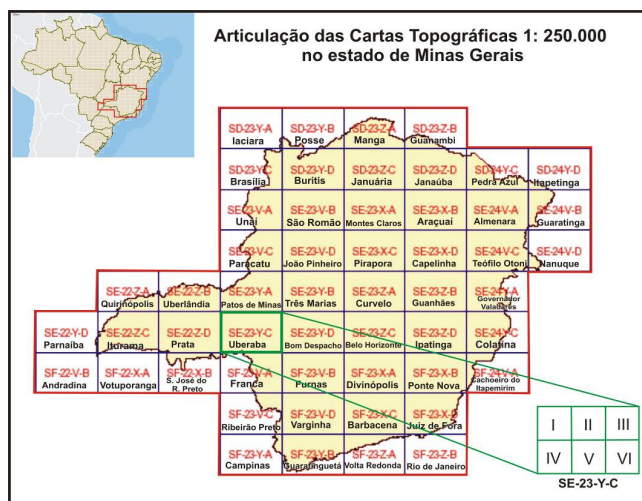 Articulação das Cartas Topográficas 1: 250.000
no estado de Minas Gerais
SD-23-Y-A SD-23-Y-B SD-23-Z-A SD-23-Z-B
Iaciara Posse Manga Guanambi
SD-23-Y-C SD-23-Y-D SD-23-Z-C SD-23-Z-D SD-24-Y-C SD-24-Y-D
Brasília Buritis Januária Janaúba Pedra Azul Itapetinga
SE-23-V-A SE-23-V-B SE-23-X-A SE-23-X-B SE-24-V-A SE-24-V-B
Unaí São Romão Montes Claros Araçuaí Almenara Guaratinga
SE-23-V-C SE-23-V-D SE-23-X-C SE-23-X-D SE-24-V-C SE-24-V-D
Paracatu João Pinheiro Pirapora Capelinha Teófilo Otoni Nanuque
SE-22-Z-A SE-22-Z-B SE-23-Y-A SE-23-Y-B SE-23-Z-A SE-23-Z-B SE-24-Y-A
Quirinópolis Uberlândia Patos de Minas Três Marias Curvelo Guanhães Governador
Valadares
SE-22-Y-D SE-22-Z-C SE-22-Z-D SE-23-Y-C SE-23-Y-D SE-23-Z-C SE-23-Z-D SE-24-Y-C
Parnaíba Iturama Prata Uberaba Bom Despacho Belo Horizonte Ipatinga Colatina
SF-22-V-B SF-22-X-A SF-22-X-B SF-23-V-A SF-23-V-B SF-23-X-A SF-23-X-B SF-24-V-A
Andradina Votuporanga S. José do
R. Preto Franca Furnas Divinópolis Ponte Nova Cachoeiro do
Itapemirim
SF-23-V-C SF-23-V-D SF-23-X-C SF-23-X-D
Ribeirão Preto Varginha Barbacena Juiz de Fora
SF-23-Y-A SF-23-Y-B SF-23-Z-A SF-23-Z-B
Campinas Guaratinguetá Volta Redonda Rio de Janeiro
I II III
IV V VI
SE-23-Y-C